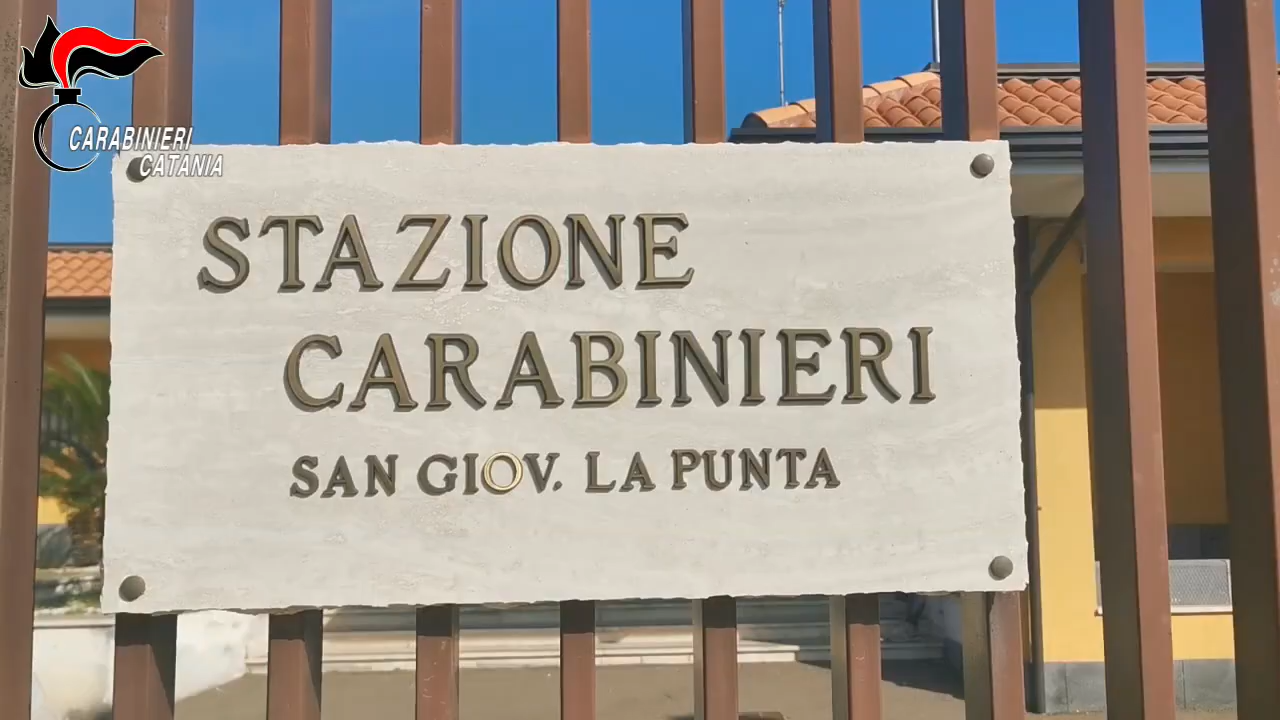 CARABINIERI
CATANIA
STAZIONE
CARABINIERI
SAN GIOV. LA PUNTA